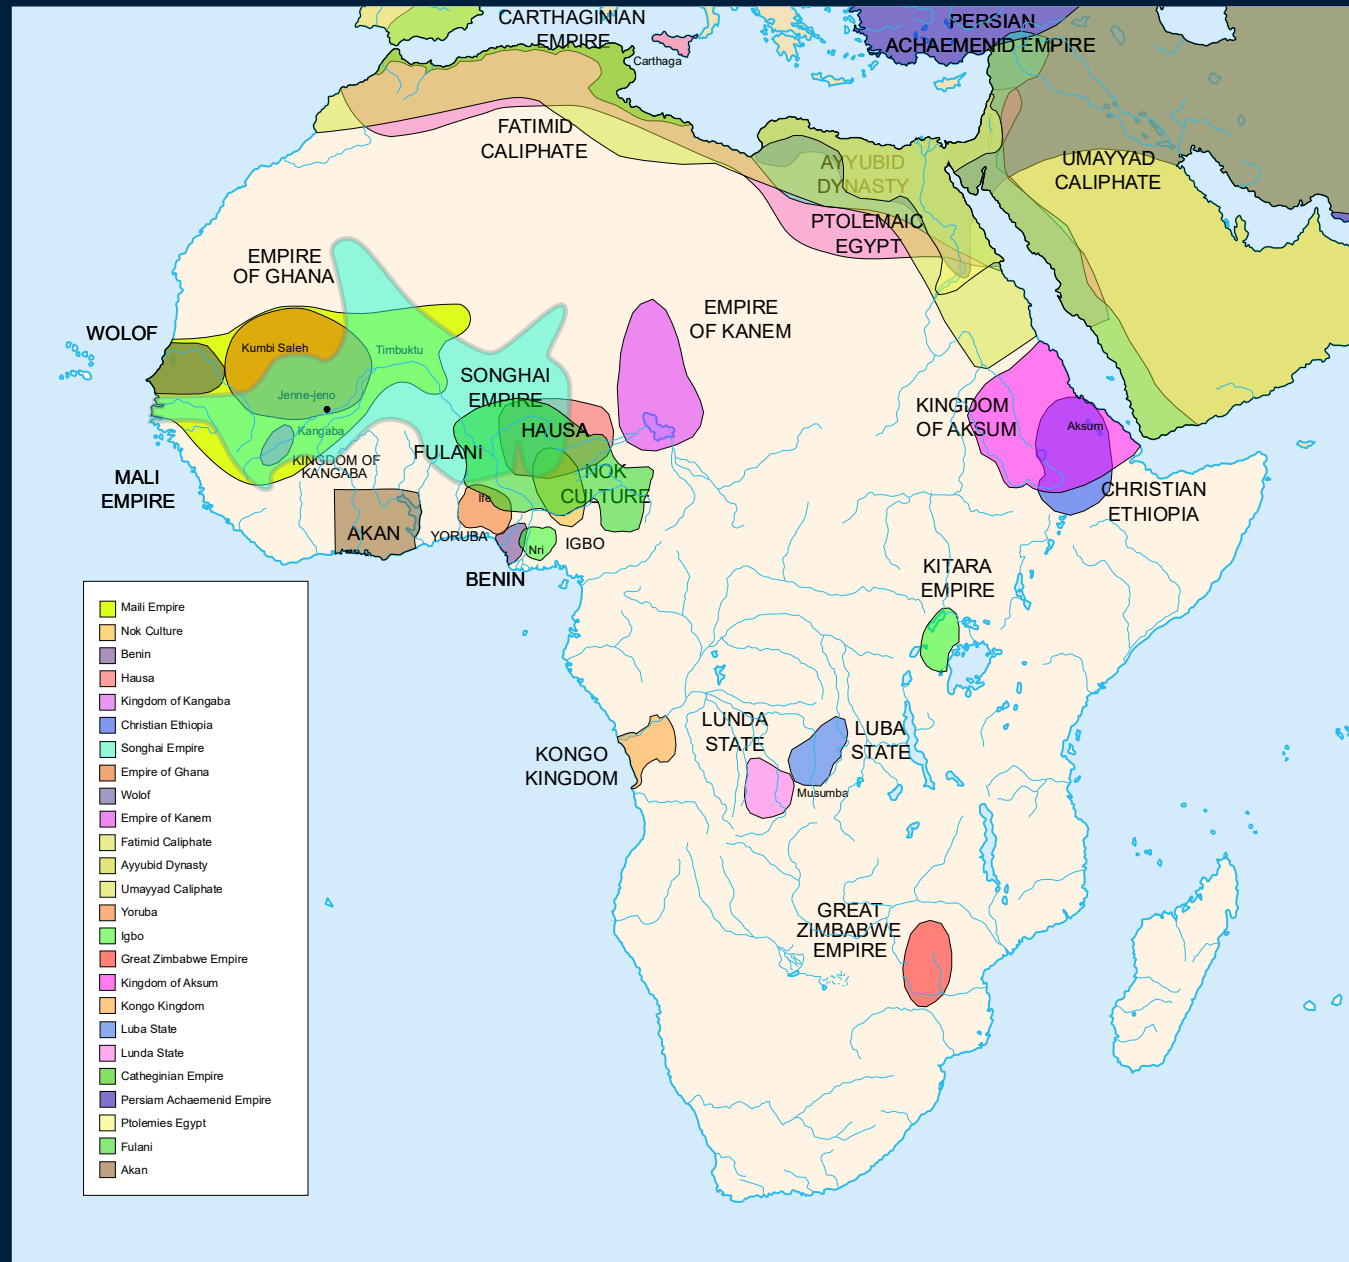 CARTHAGINIAN
EMPIRE
Carthaga
PERSIAN
ACHAEMENID EMPIRE
FATIMID
CALIPHATE
AYYUBID
DYNASTY
UMAYYAD
CALIPHATE
PTOLEMAIC
EGYPT
EMPIRE
OF GHANA
WOLOF
Kumbi Saleh
Timbuktu
EMPIRE
OF KANEM
SONGHAI
EMPIRE
Jenne-jeno
Kangaba
KINGDOM OF
KANGABA
MALI
EMPIRE
FULANI
HAUSA
NOK
CULTURE
KINGDOM
OF AKSUM
Aksum
CHRISTIAN
ETHIOPIA
AKAN
Ife
YORUBA
Nri
IGBO
BENIN
KITARA
EMPIRE
LUNDA
STATE
LUBA
STATE
Musumba
KONGO
KINGDOM
GREAT
ZIMBABWE
EMPIRE
Maili Empire
Nok Culture
Benin
Hausa
Kingdom of Kangaba
Christian Ethiopia
Songhai Empire
Empire of Ghana
Wolof
Empire of Kanem
Fatimid Caliphate
Ayyubid Dynasty
Umayyad Caliphate
Yoruba
Igbo
Great Zimbabwe Empire
Kingdom of Aksum
Kongo Kingdom
Luba State
Lunda State
Catheginian Empire
Persiam Achaemenid Empire
Ptolemies Egypt
Fulani
Akan